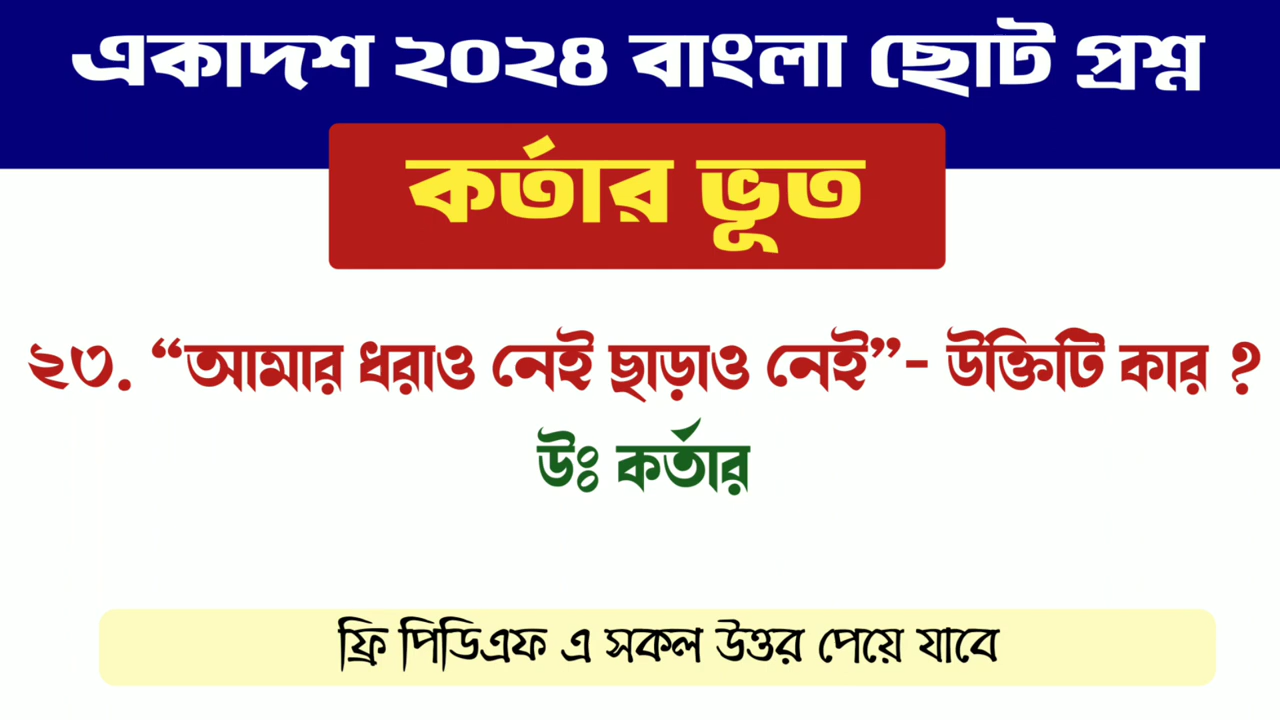 একাদশ ২০২৪ বাংলা ছোট প্রশ্ন
কর্তার ভূত
২৩. “আমার ধরাও নেই ছাড়াও নেই”- উক্তিটি কার ?
উঃ কর্তার
ফ্রি পিডিএফ এ সকল উত্তর পেয়ে যাবে